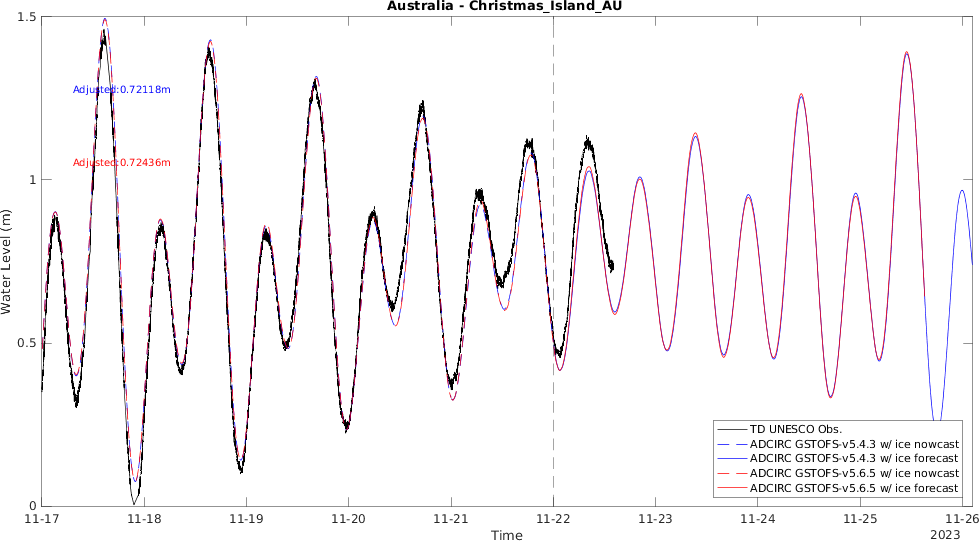 Australia - Christmas_Island_AU
1.5
Adjusted:0.72118m
Adjusted:0.72436m
1
Water Level (m)
0.5
TD UNESCO Obs.
ADCIRC GSTOFS-v5.4.3 w/ ice nowcast
ADCIRC GSTOFS-v5.4.3 w/ ice forecast
ADCIRC GSTOFS-v5.6.5 w/ ice nowcast
ADCIRC GSTOFS-v5.6.5 w/ ice forecast
0
11-17 11-18 11-19 11-20 11-21 11-22 11-23 11-24 11-25 11-26
Time
2023